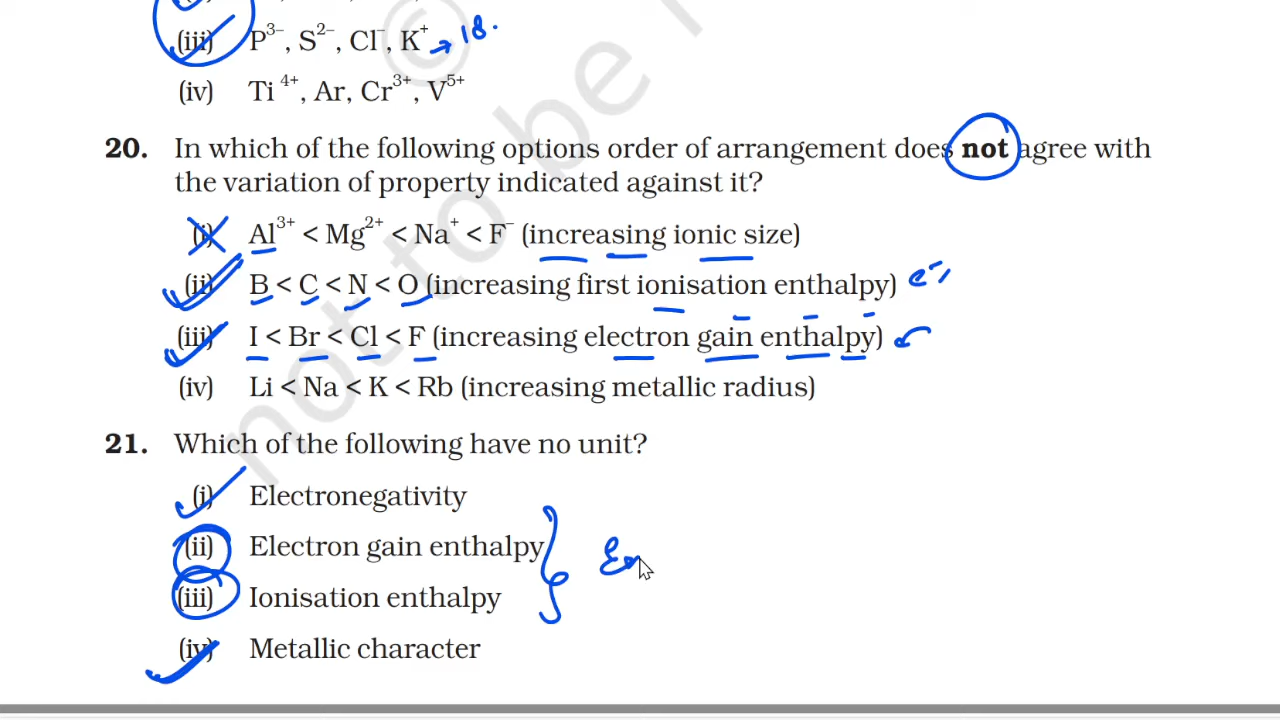 (iii) P³⁻, S²⁻, Cl⁻, K⁺ → 18.
(iv) Ti⁴⁺, Ar, Cr³⁺, V⁵⁺
20. In which of the following options order of arrangement does not agree with
the variation of property indicated against it?
(i) Al³⁺ < Mg²⁺ < Na⁺ < F⁻ (increasing ionic size)
(ii) B < C < N < O (increasing first ionisation enthalpy)
(iii) I < Br < Cl < F (increasing electron gain enthalpy)
(iv) Li < Na < K < Rb (increasing metallic radius)
21. Which of the following have no unit?
(i) Electronegativity
(ii) Electron gain enthalpy
(iii) Ionisation enthalpy
(iv) Metallic character
© not to be